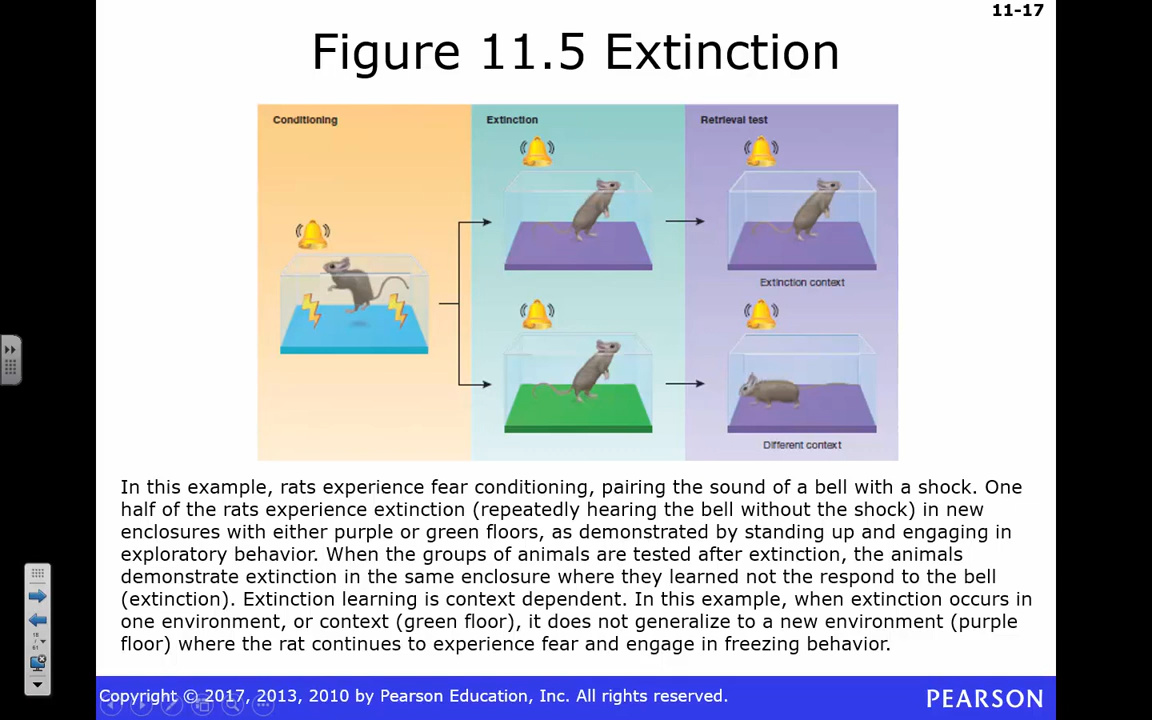 11-17
Figure 11.5 Extinction
Conditioning
Extinction
Retrieval test
Extinction context
Different context
In this example, rats experience fear conditioning, pairing the sound of a bell with a shock. One
half of the rats experience extinction (repeatedly hearing the bell without the shock) in new
enclosures with either purple or green floors, as demonstrated by standing up and engaging in
exploratory behavior. When the groups of animals are tested after extinction, the animals
demonstrate extinction in the same enclosure where they learned not the respond to the bell
(extinction). Extinction learning is context dependent. In this example, when extinction occurs in
one environment, or context (green floor), it does not generalize to a new environment (purple
floor) where the rat continues to experience fear and engage in freezing behavior.
18
61
Copyright © 2017, 2013, 2010 by Pearson Education, Inc. All rights reserved.
PEARSON